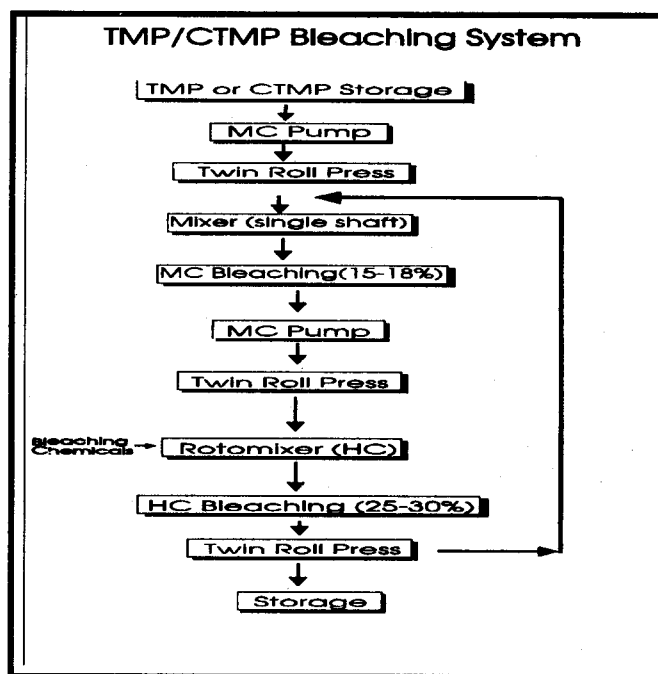 TMP/CTMP Bleaching System
TMP or CTMP Storage
MC Pump
Twin Roll Press
Mixer (single shaft)
MC Bleaching(15-18%)
MC Pump
Twin Roll Press
Bleaching
Chemicals
Rotomixer (HC)
HC Bleaching (25-30%)
Twin Roll Press
Storage